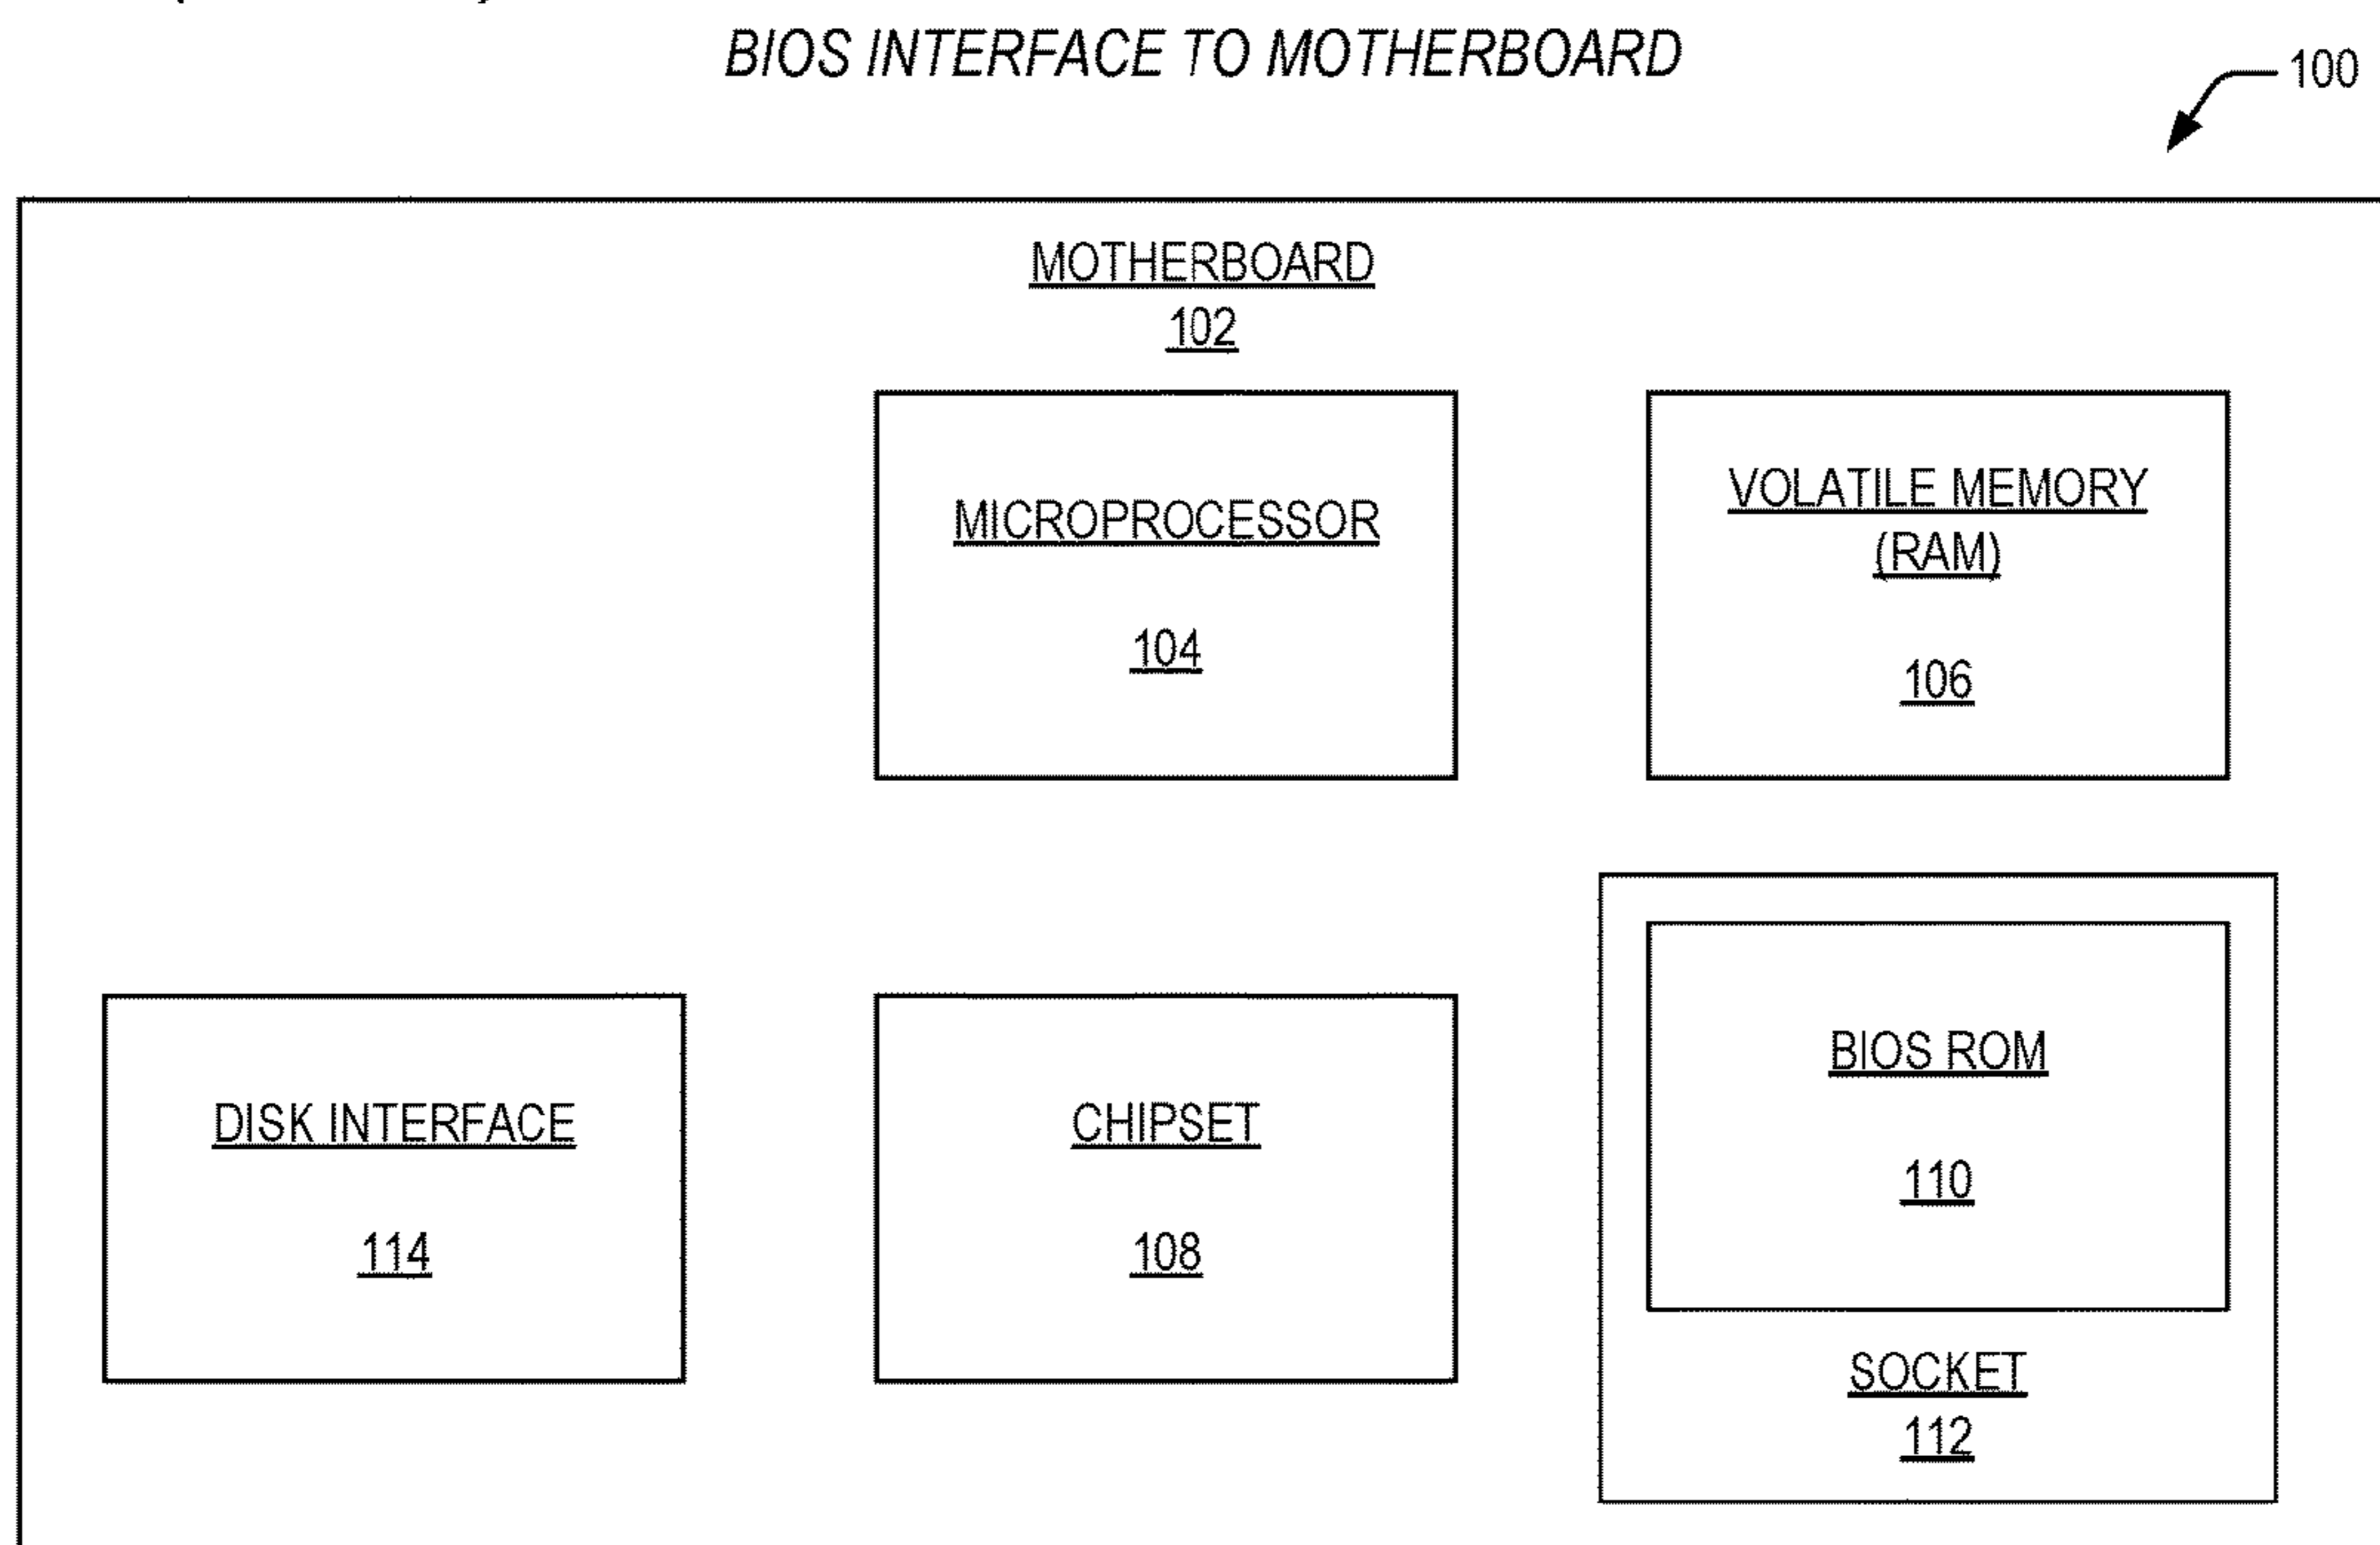 BIOS INTERFACE TO MOTHERBOARD
100
MOTHERBOARD
102
MICROPROCESSOR
104
VOLATILE MEMORY
(RAM)
106
DISK INTERFACE
114
CHIPSET
108
BIOS ROM
110
SOCKET
112